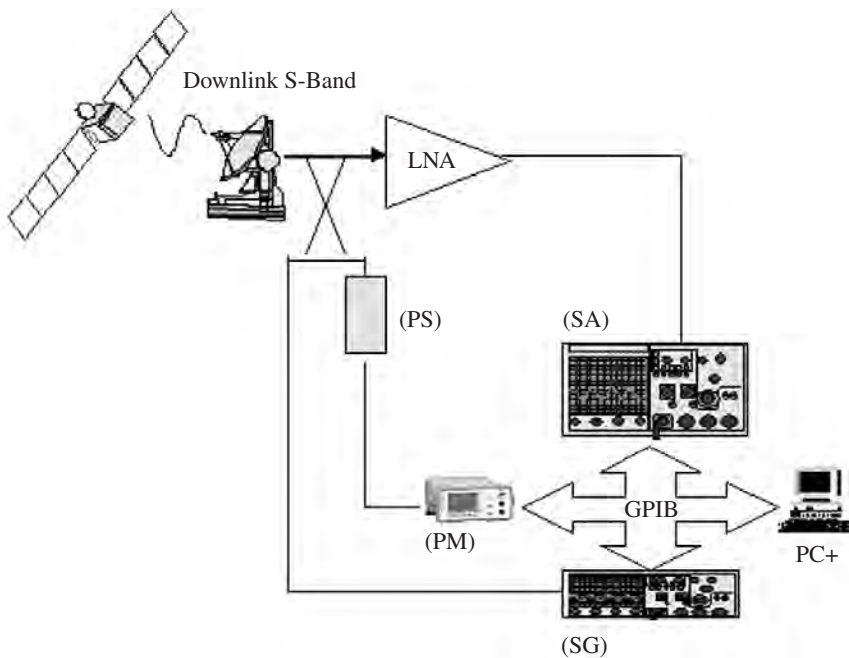 Downlink S-Band
LNA
(PS)
(SA)
GPIB
(PM)
PC+
(SG)